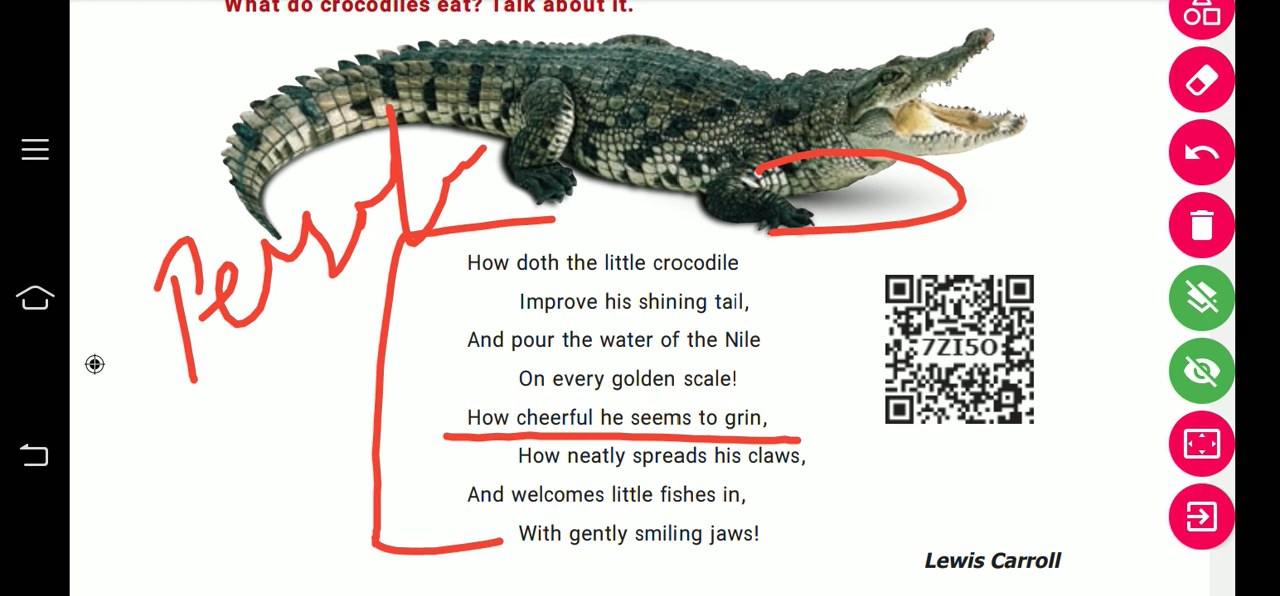 What do crocodiles eat? Talk about it.
How doth the little crocodile
Improve his shining tail,
And pour the water of the Nile
On every golden scale!
7ZI5O
How cheerful he seems to grin,
How neatly spreads his claws,
And welcomes little fishes in,
With gently smiling jaws!
Lewis Carroll